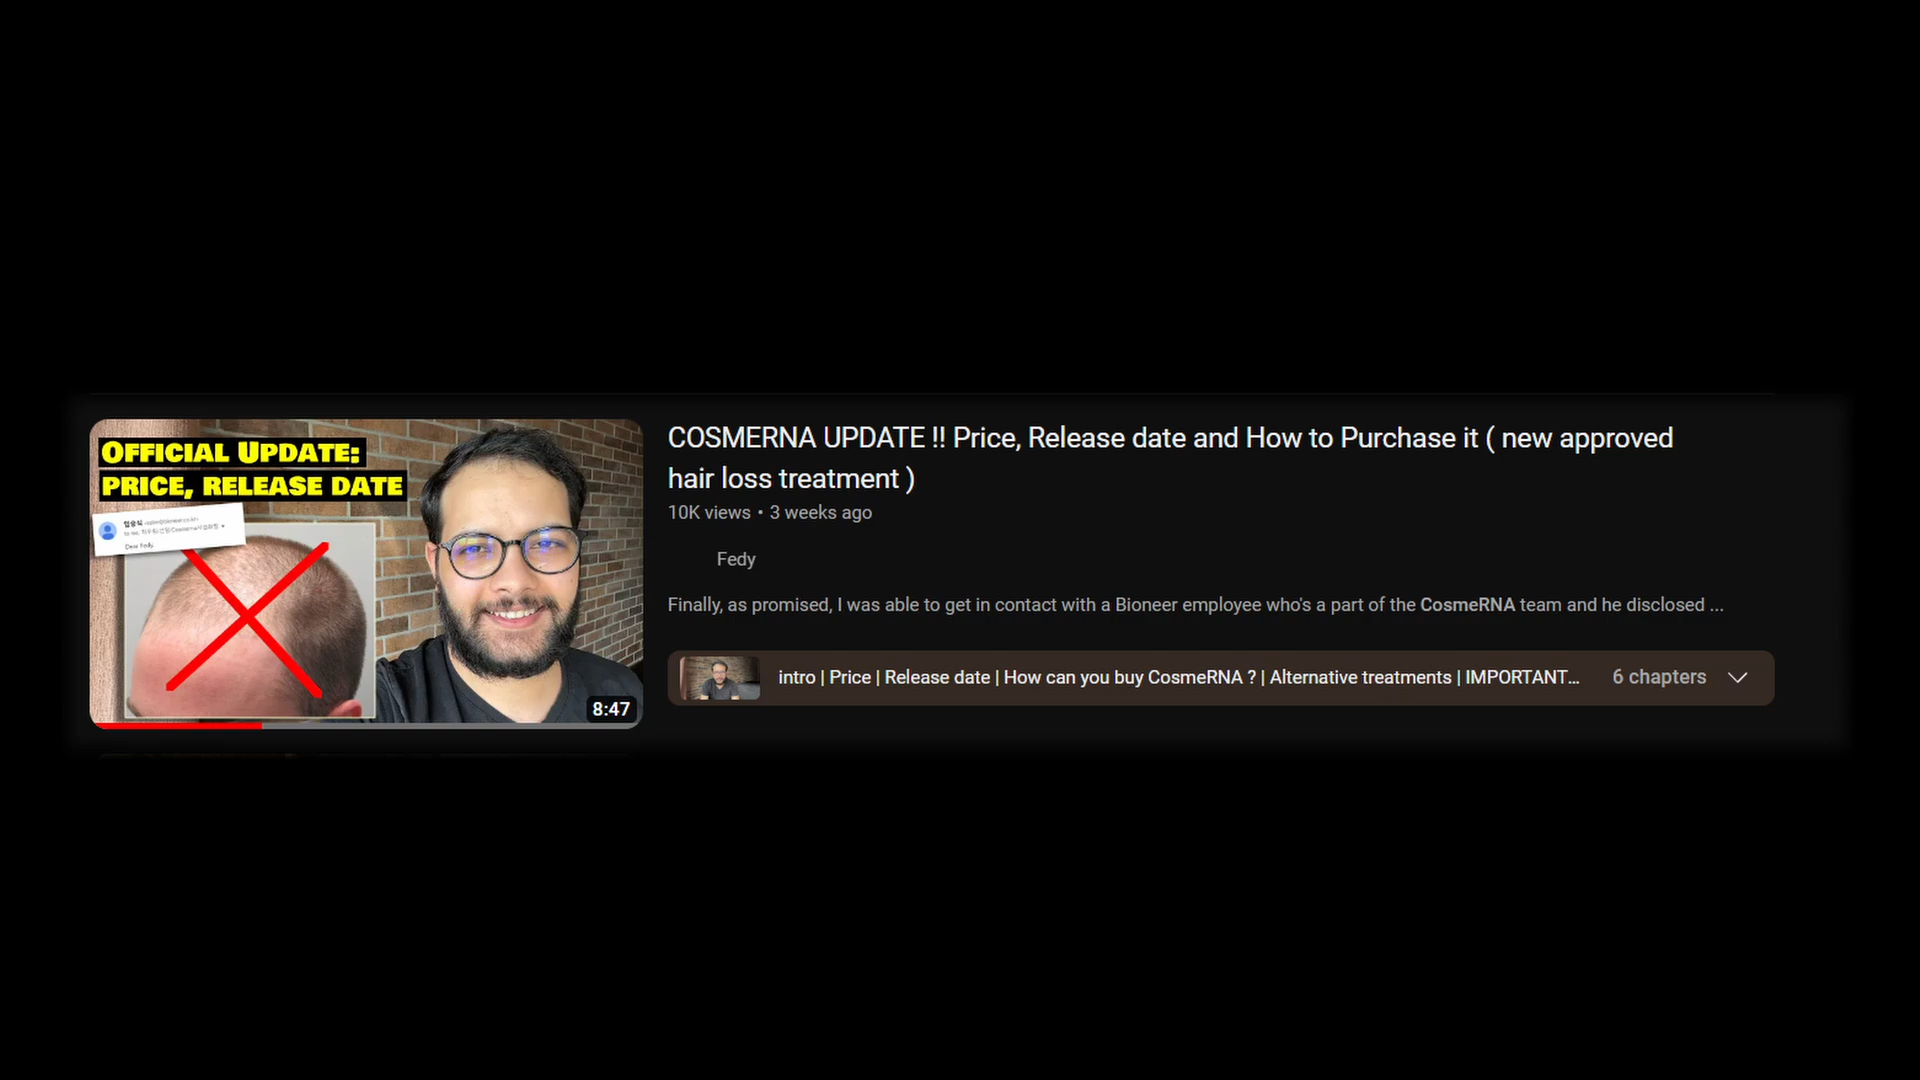 OFFICIAL UPDATE:
PRICE, RELEASE DATE
Dear Fedy,
8:47
COSMERNA UPDATE !! Price, Release date and How to Purchase it ( new approved
hair loss treatment )
10K views • 3 weeks ago
Fedy
Finally, as promised, I was able to get in contact with a Bioneer employee who's a part of the CosmeRNA team and he disclosed ...
intro | Price | Release date | How can you buy CosmeRNA ? | Alternative treatments | IMPORTANT... 6 chapters